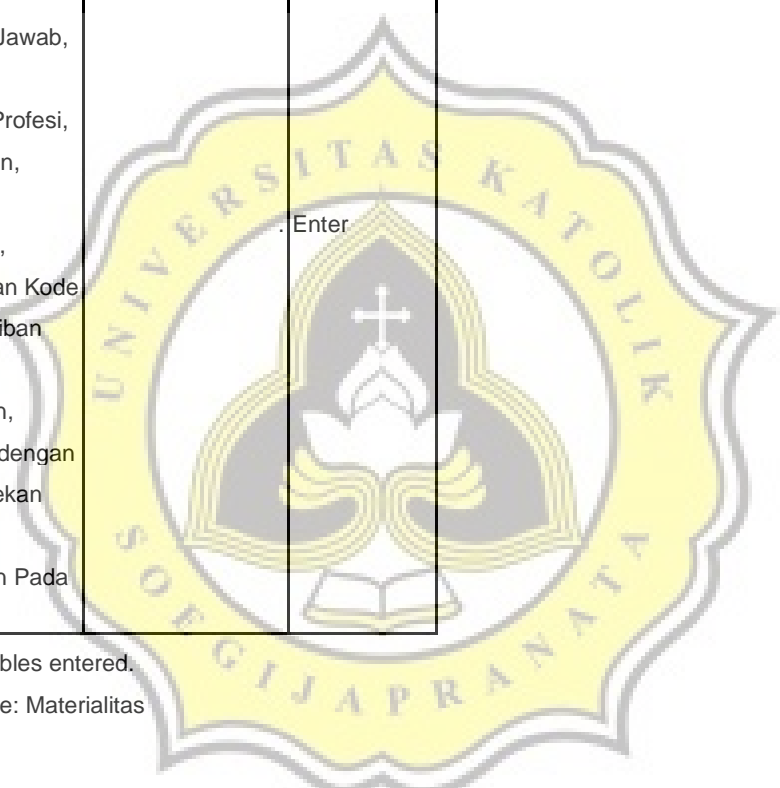 Jawab,
Profesi,
n,
. Enter
,
an Kode
iban
n,
dengan
ekan
n Pada
bles entered.
e: Materialitas
UNIVERSITAS KATOLIK
SOEGIJAPRANATA